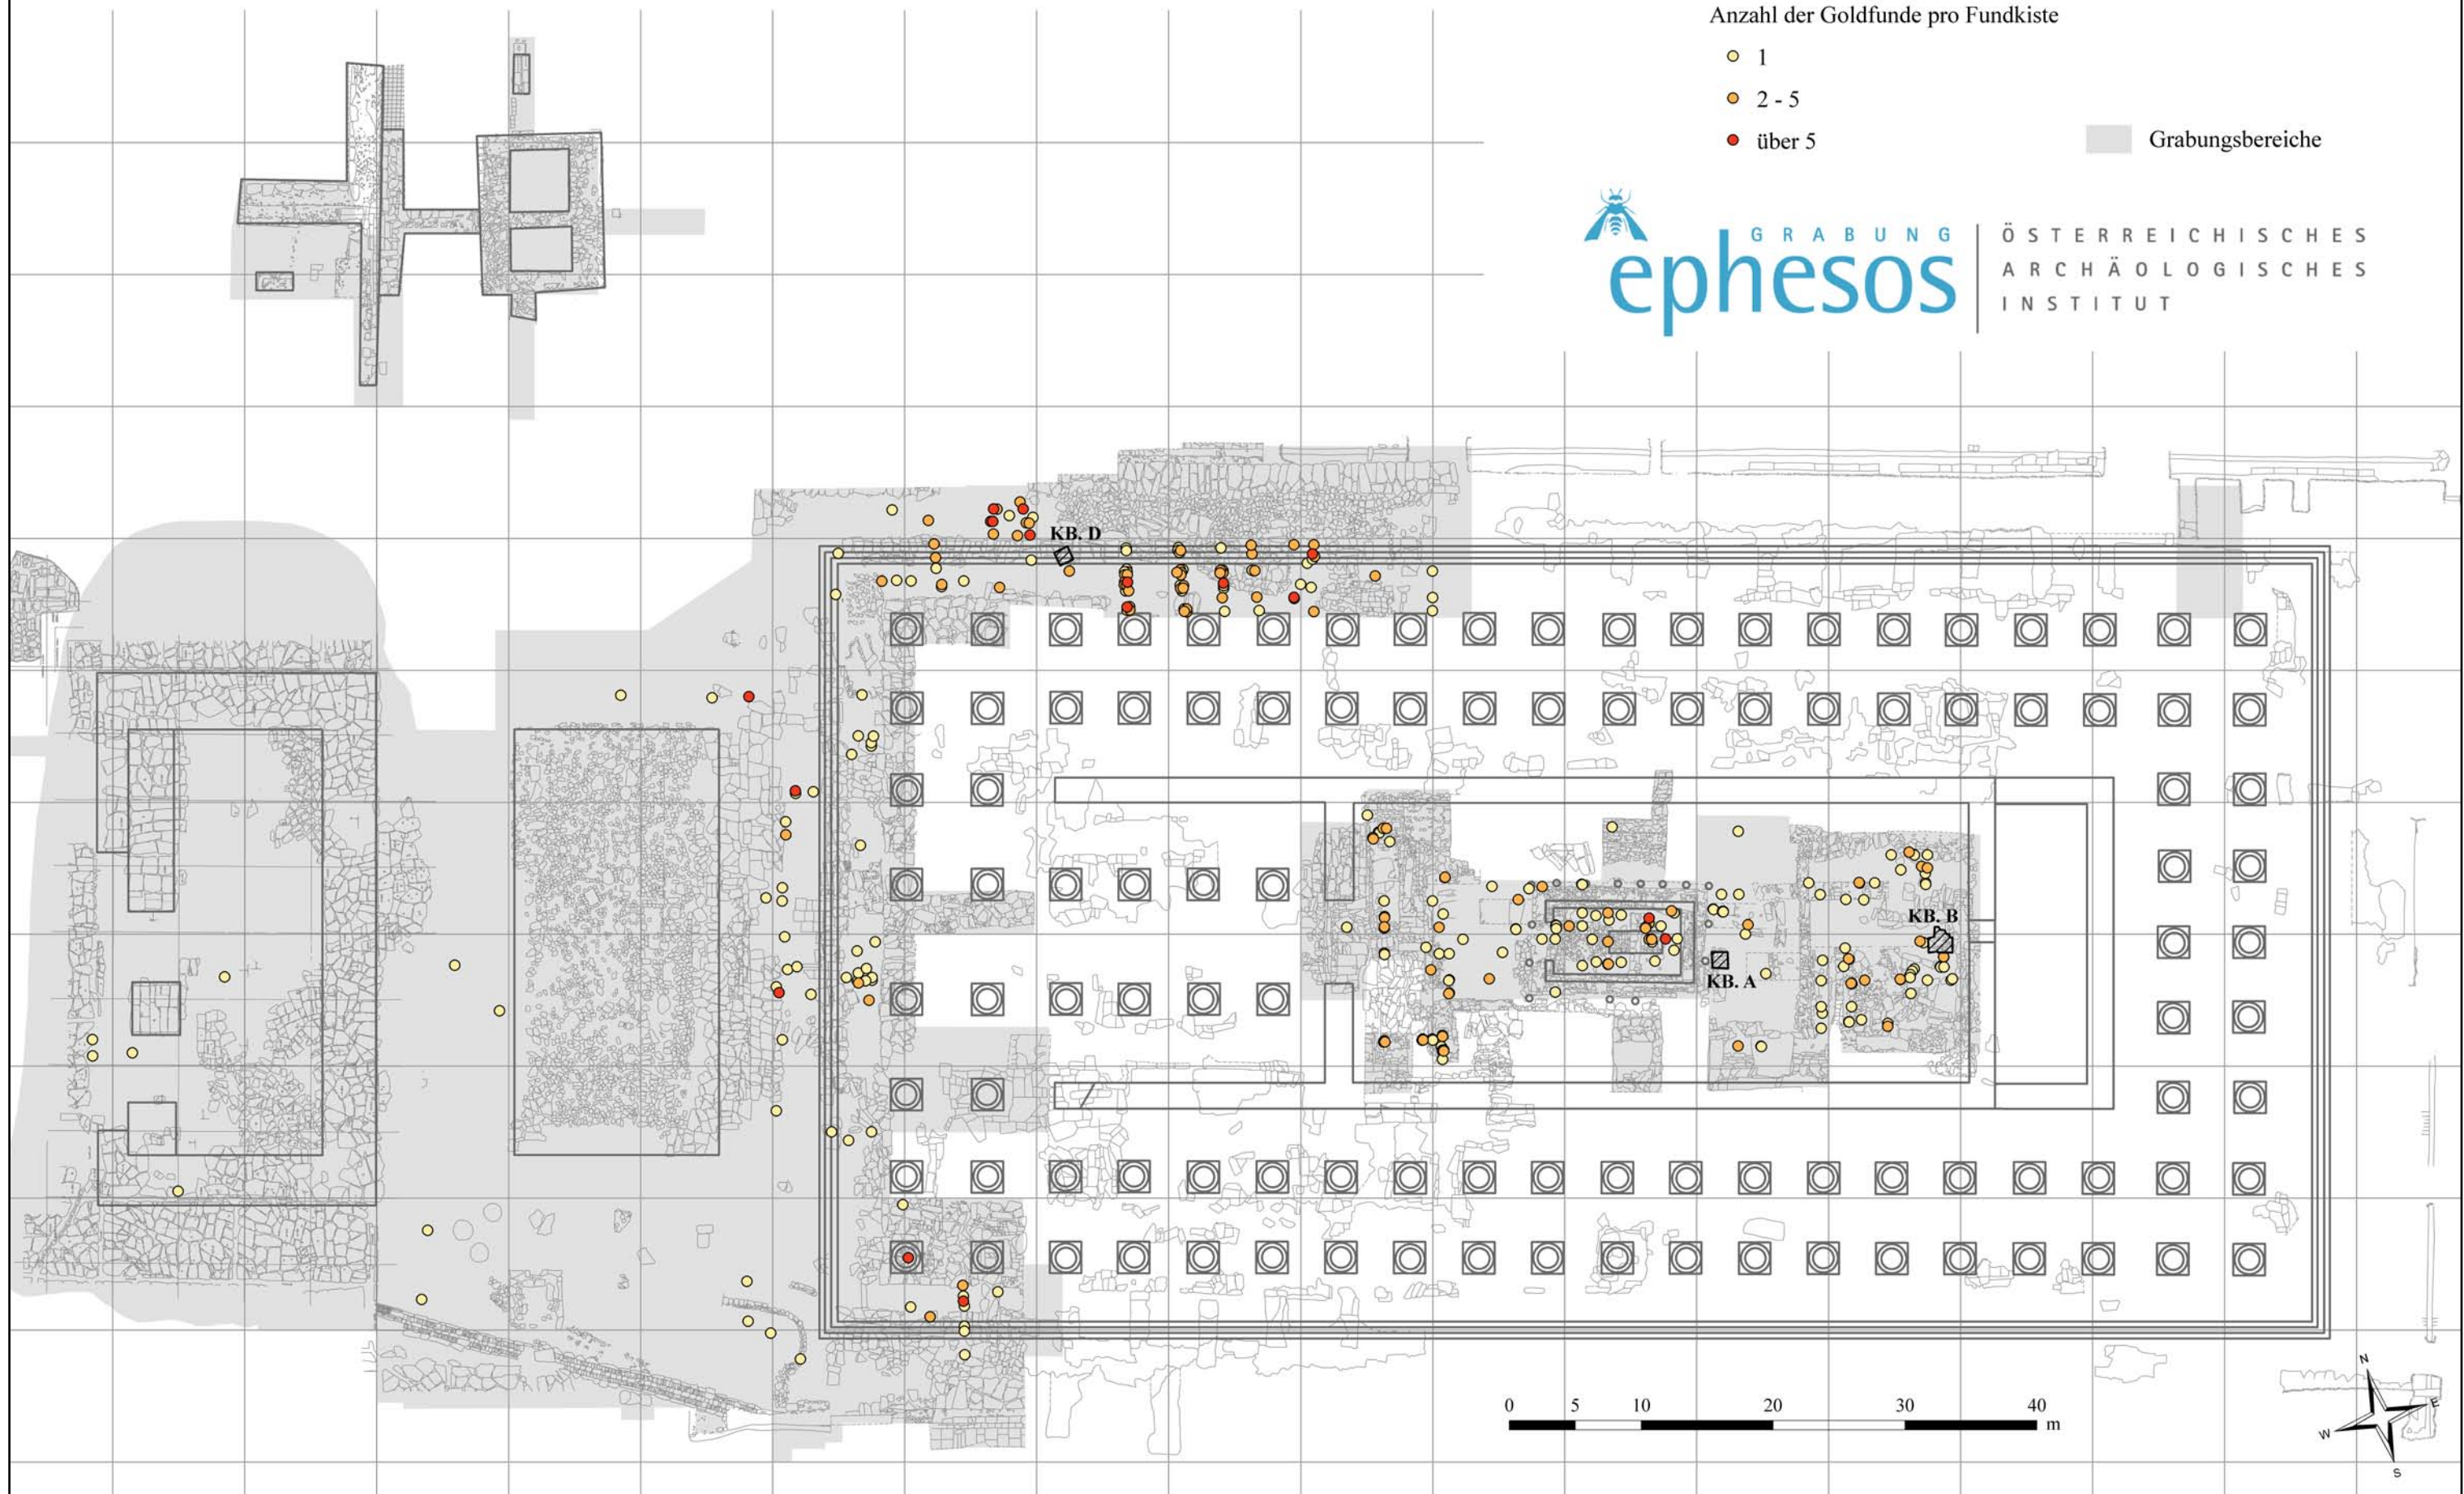 Anzahl der Goldfunde pro Fundkiste
1
2 - 5
über 5
Grabungsbereiche
GRABUNG
ephesos
ÖSTERREICHISCHES
ARCHÄOLOGISCHES
INSTITUT
KB. D
KB. B
KB. A
0 5 10 20 30 40
m
N
E
W
S